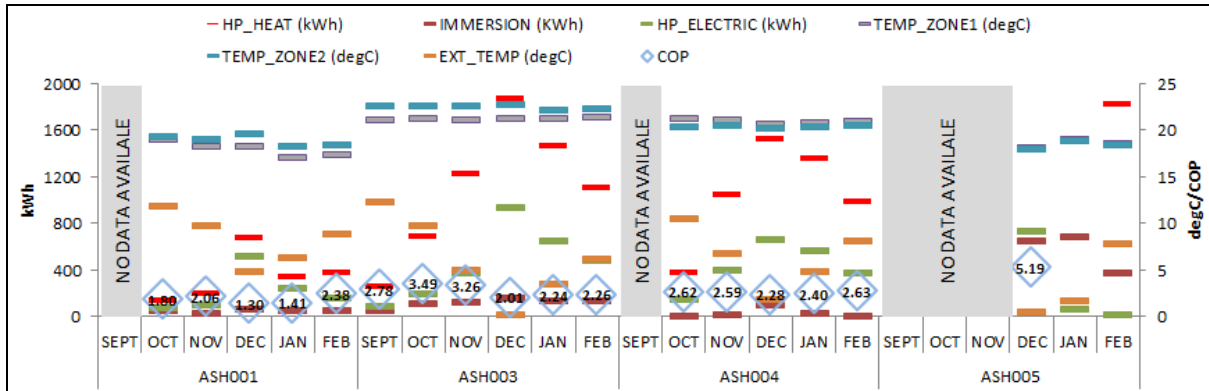 HP_HEAT (kWh) IMMERSION (KWh) HP_ELECTRIC (kWh) TEMP_ZONE1 (degC)
TEMP_ZONE2 (degC) EXT_TEMP (degC) COP
2000 25
1600 20
1200 15
800 10
400 5
0 0
kWh
degC/COP
NO DATA AVAILALE
NO DATA AVAILALE
NO DATA AVAILALE
1.80 2.06 1.30 1.41 2.38 2.78 3.49 3.26 2.01 2.24 2.26 2.62 2.59 2.28 2.40 2.63 5.19
SEPT OCT NOV DEC JAN FEB SEPT OCT NOV DEC JAN FEB SEPT OCT NOV DEC JAN FEB SEPT OCT NOV DEC JAN FEB
ASH001 ASH003 ASH004 ASH005